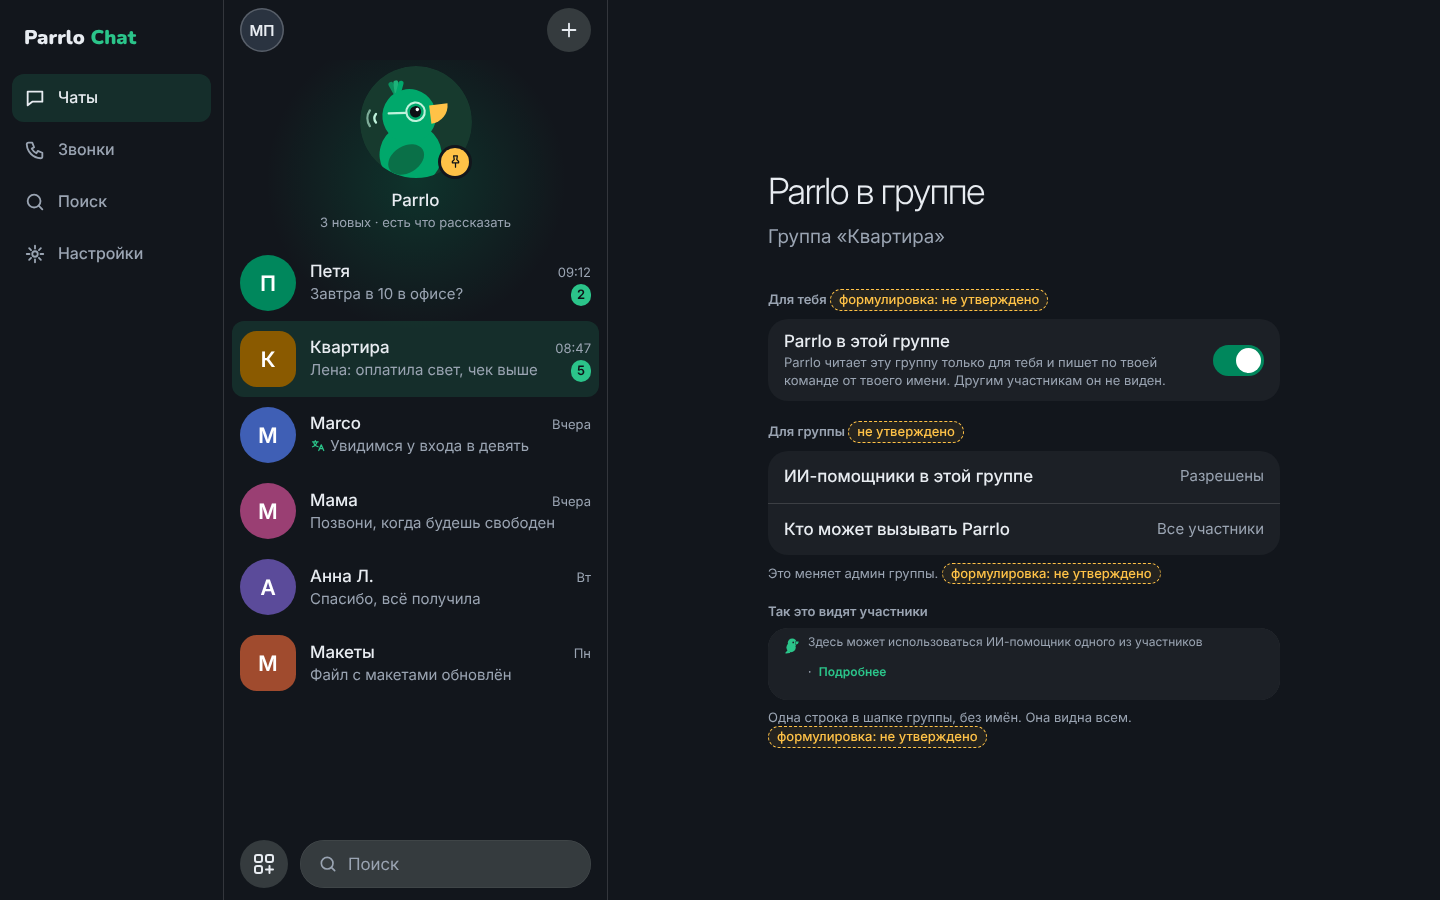 Parrlo Chat
Чаты
Звонки
Поиск
Настройки
МП
Parrlo
3 новых · есть что рассказать
П
Петя
09:12
Завтра в 10 в офисе?
2
К
Квартира
08:47
Лена: оплатила свет, чек выше
5
M
Marco
Вчера
Увидимся у входа в девять
М
Мама
Вчера
Позвони, когда будешь свободен
А
Анна Л.
Вт
Спасибо, всё получила
М
Макеты
Пн
Файл с макетами обновлён
Поиск
Parrlo в группе
Группа «Квартира»
Для тебя формулировка: не утверждено
Parrlo в этой группе
Parrlo читает эту группу только для тебя и пишет по твоей
команде от твоего имени. Другим участникам он не виден.
Для группы не утверждено
ИИ-помощники в этой группе
Разрешены
Кто может вызывать Parrlo
Все участники
Это меняет админ группы. формулировка: не утверждено
Так это видят участники
Здесь может использоваться ИИ-помощник одного из участников
· Подробнее
Одна строка в шапке группы, без имён. Она видна всем.
формулировка: не утверждено